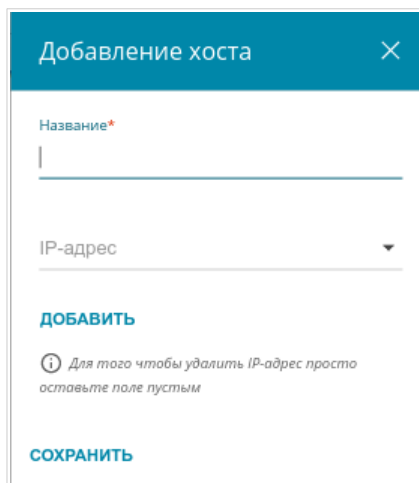 Добавление хоста
Название*
IP-адрес
ДОБАВИТЬ
Для того чтобы удалить IP-адрес просто
оставьте поле пустым
СОХРАНИТЬ